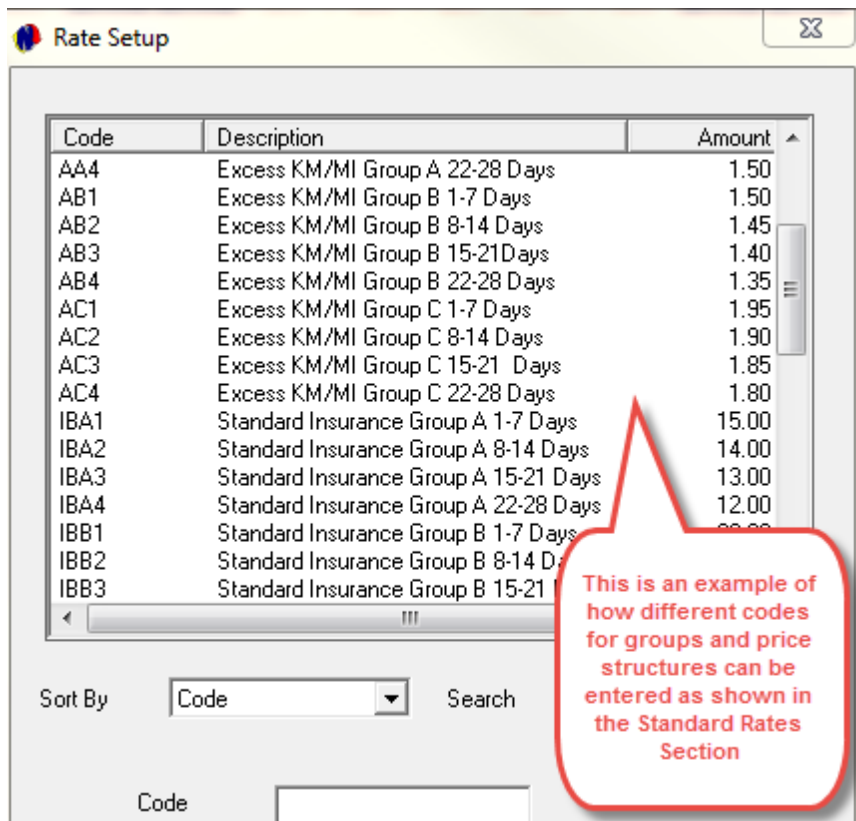 Rate Setup
Code Description Amount
AA4 Excess KM/MI Group A 22-28 Days 1.50
AB1 Excess KM/MI Group B 1-7 Days 1.50
AB2 Excess KM/MI Group B 8-14 Days 1.45
AB3 Excess KM/MI Group B 15-21Days 1.40
AB4 Excess KM/MI Group B 22-28 Days 1.35
AC1 Excess KM/MI Group C 1-7 Days 1.95
AC2 Excess KM/MI Group C 8-14 Days 1.90
AC3 Excess KM/MI Group C 15-21 Days 1.85
AC4 Excess KM/MI Group C 22-28 Days 1.80
IBA1 Standard Insurance Group A 1-7 Days 15.00
IBA2 Standard Insurance Group A 8-14 Days 14.00
IBA3 Standard Insurance Group A 15-21 Days 13.00
IBA4 Standard Insurance Group A 22-28 Days 12.00
IBB1 Standard Insurance Group B 1-7 Days
IBB2 Standard Insurance Group B 8-14
IBB3 Standard Insurance Group B 15-21
This is an example of
how different codes
for groups and price
structures can be
entered as shown in
the Standard Rates
Section
Sort By Code Search
Code